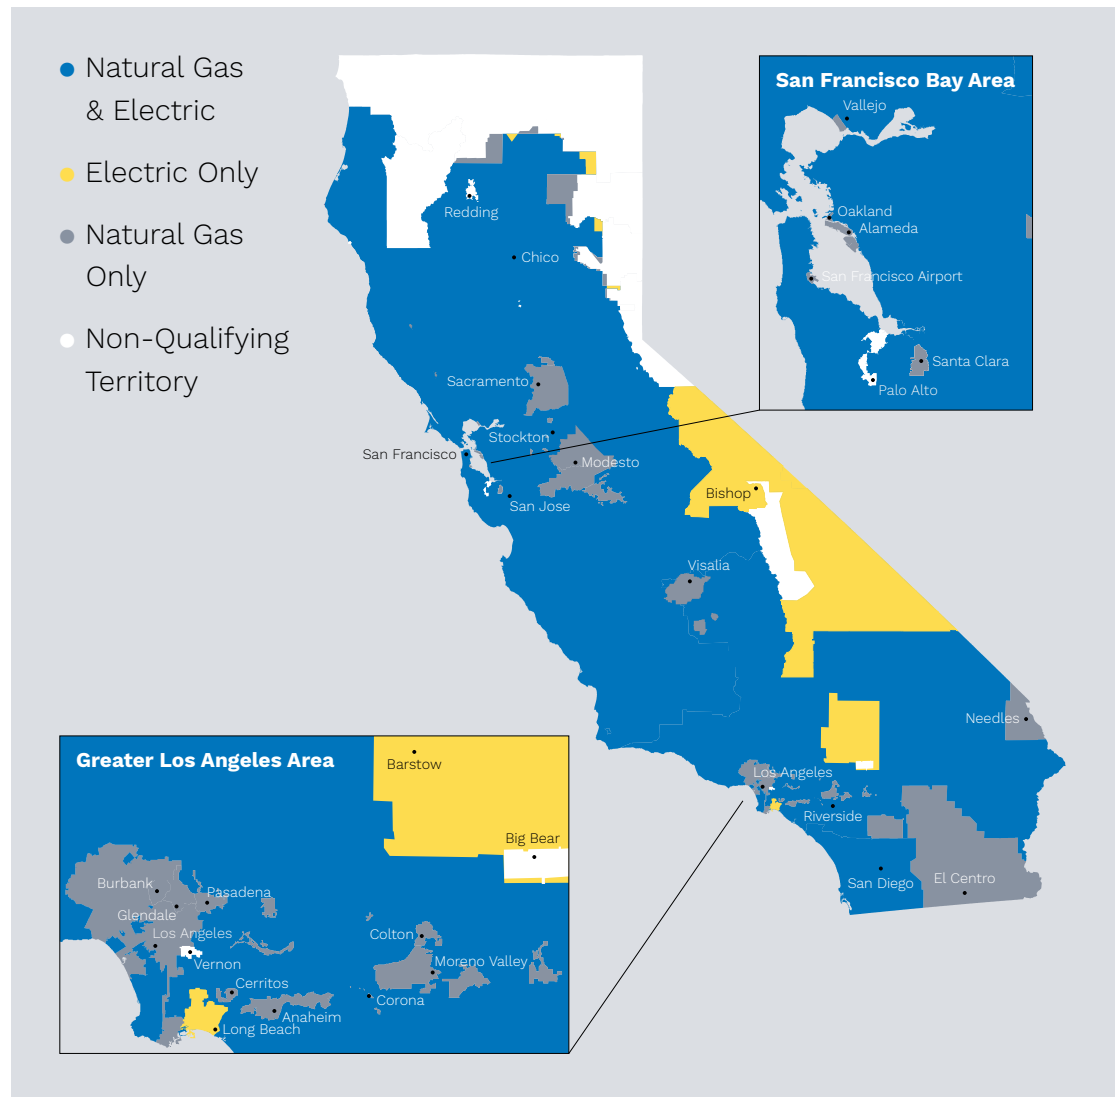 Natural Gas
& Electric
Electric Only
Natural Gas
Only
Non-Qualifying
Territory
San Francisco Bay Area
Vallejo
Oakland
Alameda
San Francisco Airport
Santa Clara
Palo Alto
Redding
Chico
Sacramento
Stockton
San Francisco
Modesto
San Jose
Bishop
Visalia
Needles
Los Angeles
Riverside
San Diego
El Centro
Greater Los Angeles Area
Barstow
Big Bear
Burbank
Pasadena
Glendale
Los Angeles
Vernon
Colton
Moreno Valley
Cerritos
Corona
Anaheim
Long Beach